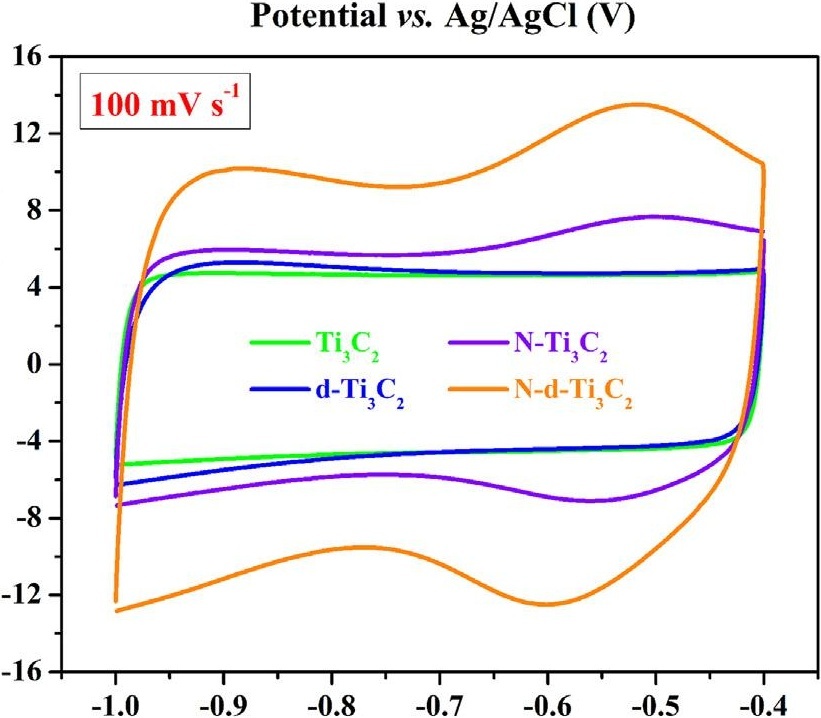 Potential vs. Ag/AgCl (V)
16
100 mV s⁻¹
12
8
4
Ti₃C₂ N-Ti₃C₂
0
d-Ti₃C₂ N-d-Ti₃C₂
-4
-8
-12
-16
-1.0 -0.9 -0.8 -0.7 -0.6 -0.5 -0.4